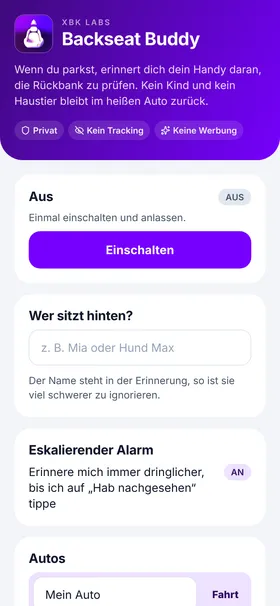 XBK LABS
Backseat Buddy
Wenn du parkst, erinnert dich dein Handy daran,
die Rückbank zu prüfen. Kein Kind und kein
Haustier bleibt im heißen Auto zurück.
Privat
Kein Tracking
Keine Werbung
Aus
AUS
Einmal einschalten und anlassen.
Einschalten
Wer sitzt hinten?
z. B. Mia oder Hund Max
Der Name steht in der Erinnerung, so ist sie
viel schwerer zu ignorieren.
Eskalierender Alarm
Erinnere mich immer dringlicher,
bis ich auf „Hab nachgesehen“
tippe
AN
Autos
Mein Auto
Fahrt